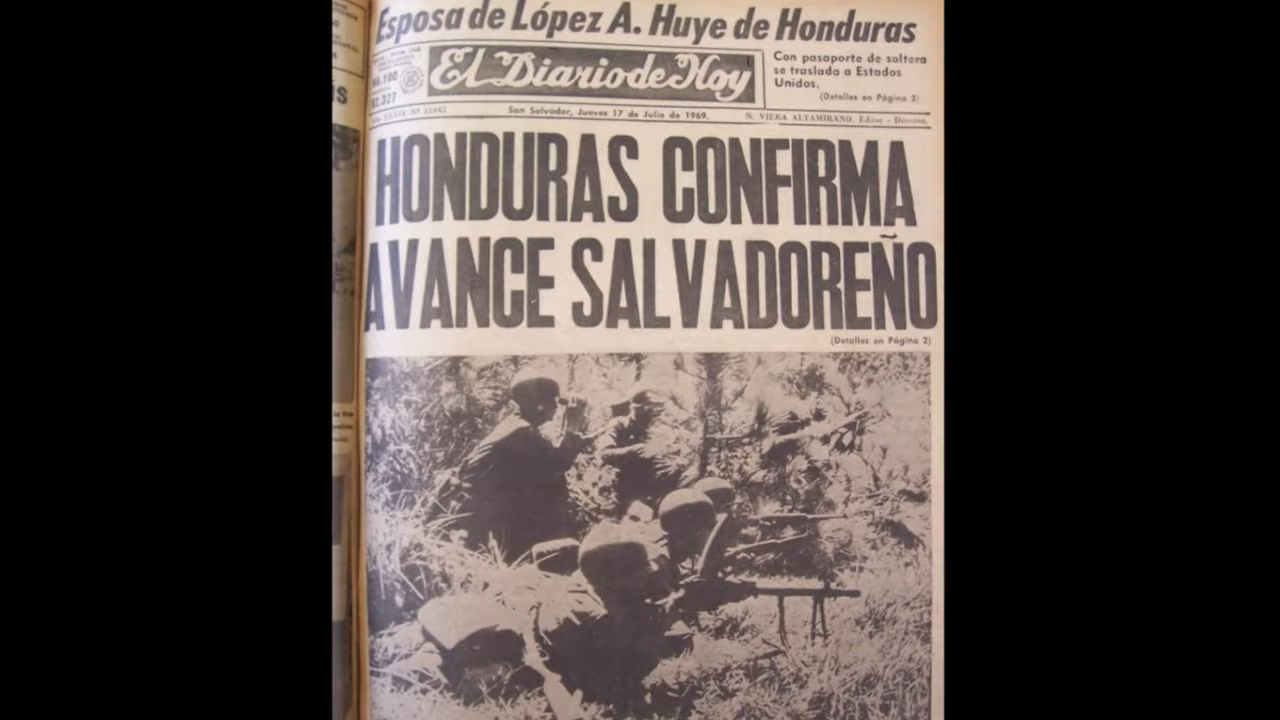 Esposa de López A. Huye de Honduras
El Diario de Hoy
Con pasaporte de soltera
se traslada a Estados
Unidos.
(Detalles en Página 3)
San Salvador, Jueves 17 de Julio de 1969.
N. VIERA ALTAMIRANO, Editor - Director.
HONDURAS CONFIRMA
AVANCE SALVADOREÑO
(Detalles en Página 2)